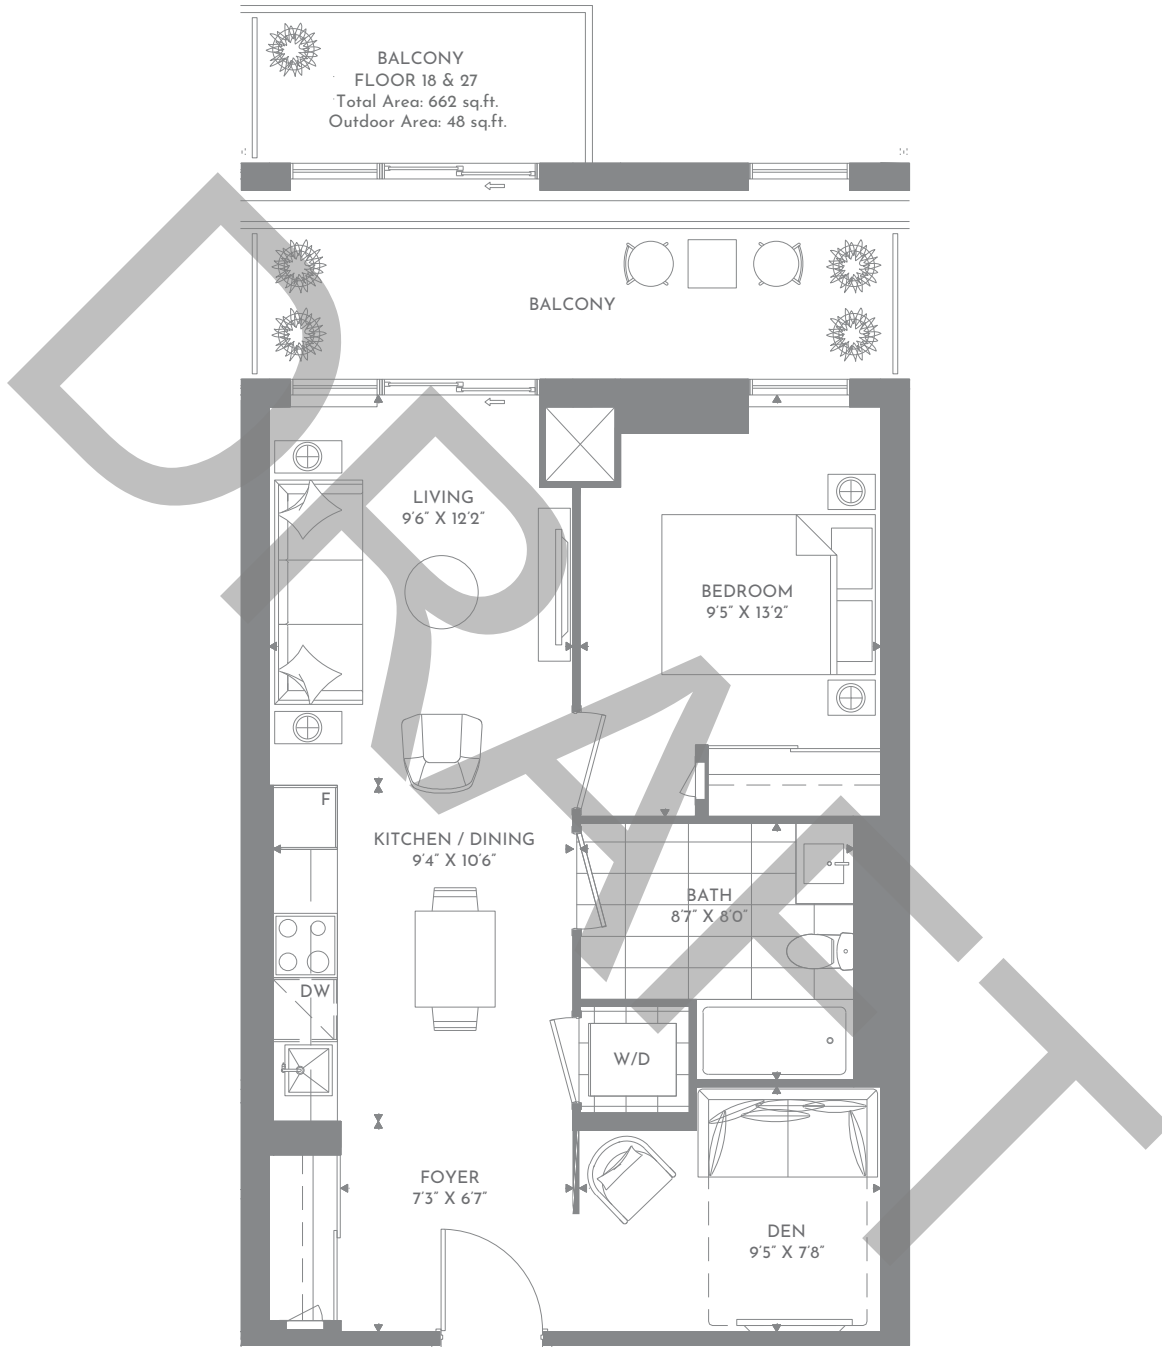 BALCONY
FLOOR 18 & 27
Total Area: 662 sq.ft.
Outdoor Area: 48 sq.ft.
BALCONY
LIVING
9'6" X 12'2"
BEDROOM
9'5" X 13'2"
F
KITCHEN / DINING
9'4" X 10'6"
BATH
8'7" X 8'0"
DW
W/D
FOYER
7'3" X 6'7"
DEN
9'5" X 7'8"
DRAFT